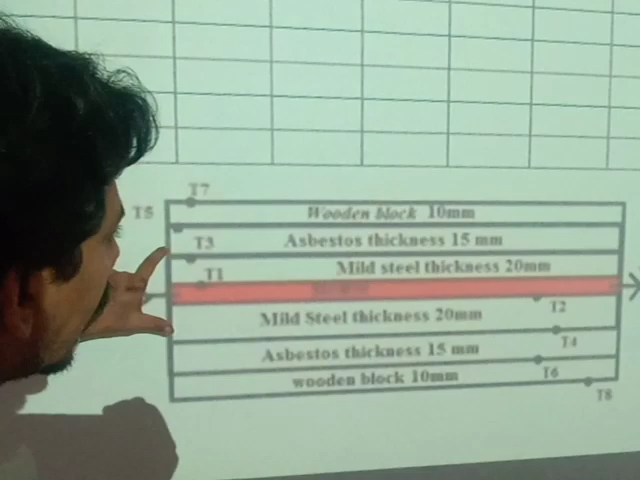 T7
T5
Wooden block 10mm
Asbestos thickness 15 mm
T3
Mild steel thickness 20mm
T1
T2
Mild Steel thickness 20mm
T4
Asbestos thickness 15 mm
T6
wooden block 10mm
T8